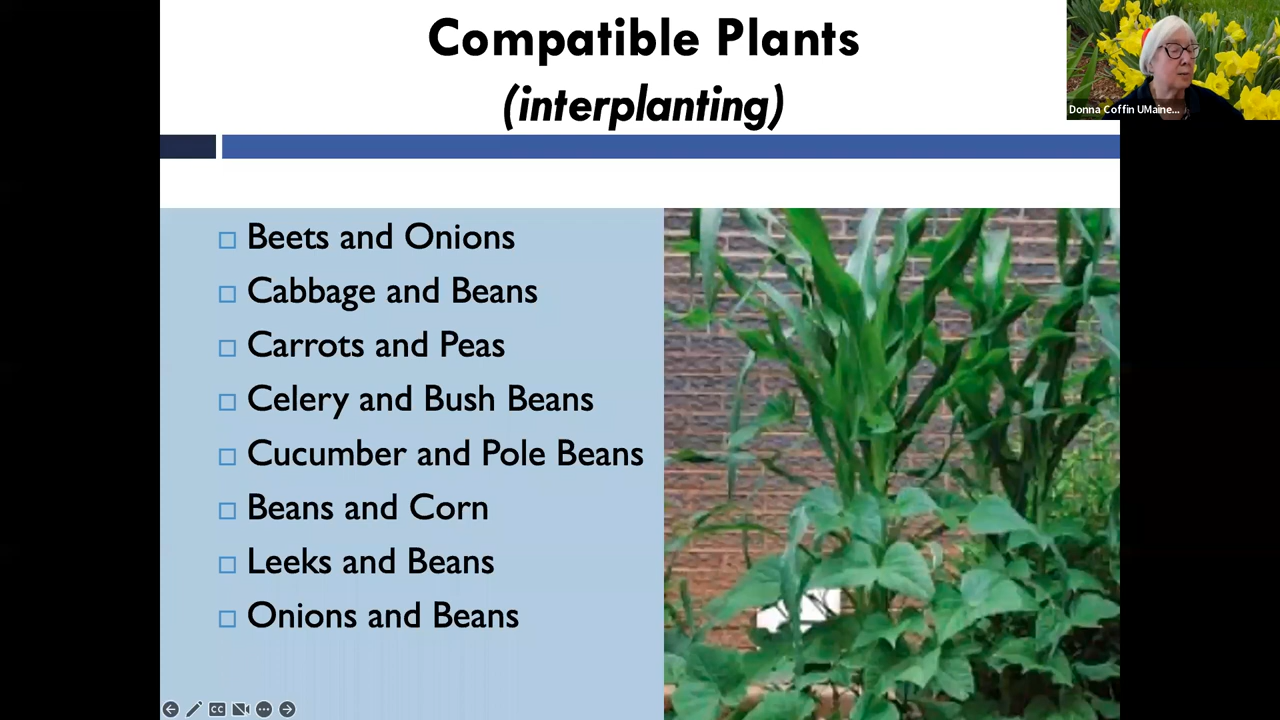 Compatible Plants
(interplanting)
Donna Coffin UMaine...
Beets and Onions
Cabbage and Beans
Carrots and Peas
Celery and Bush Beans
Cucumber and Pole Beans
Beans and Corn
Leeks and Beans
Onions and Beans
CC